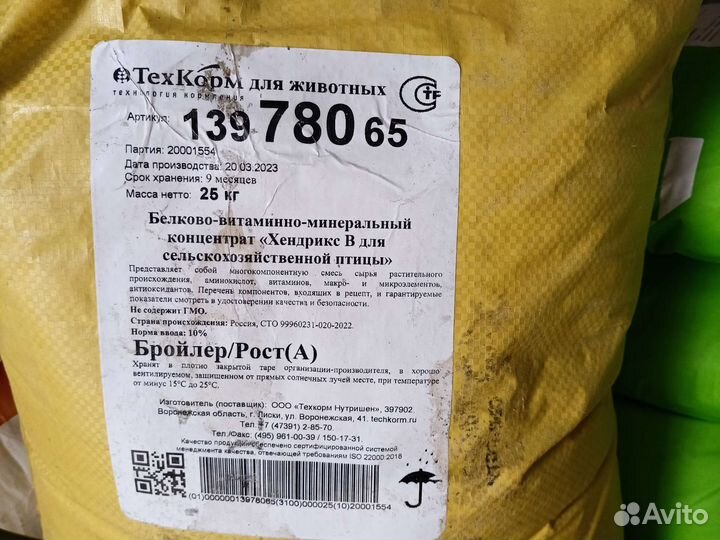 ТехКорм для животных
технология кормления
Артикул: 139 780 65
Партия: 20001554
Дата производства: 20.03.2023
Срок хранения: 9 месяцев
Масса нетто: 25 кг
Белково-витаминно-минеральный
концентрат «Хендрикс В для
сельскохозяйственной птицы»
Представляет собой многокомпонентную смесь сырья растительного
происхождения, аминокислот, витаминов, макро- и микроэлементов,
антиоксидантов. Перечень компонентов, входящих в рецепт, и гарантируемые
показатели смотреть в удостоверении качества и безопасности.
Не содержит ГМО.
Страна происхождения: Россия, СТО 99960231-020-2022.
Норма ввода: 10%
Бройлер/Рост(А)
Хранят в плотно закрытой таре организации-производителя, в хорошо
вентилируемом, защищенном от прямых солнечных лучей месте, при температуре
от минус 15°С до 25°С.
Изготовитель (поставщик): ООО «Техкорм Нутришен», 397902
Воронежская область, г. Лиски, ул. Воронежская, 41. techkorm.ru
Тел. +7 (47391) 2-85-70.
Тел./Факс: (495) 961-00-39 / 150-17-31.
Качество продукции обеспечено сертифицированной системой
менеджмента качества, отвечающей требованиям ISO 22000:2018
(01)00000013978065(3100)000025(10)20001554
Avito